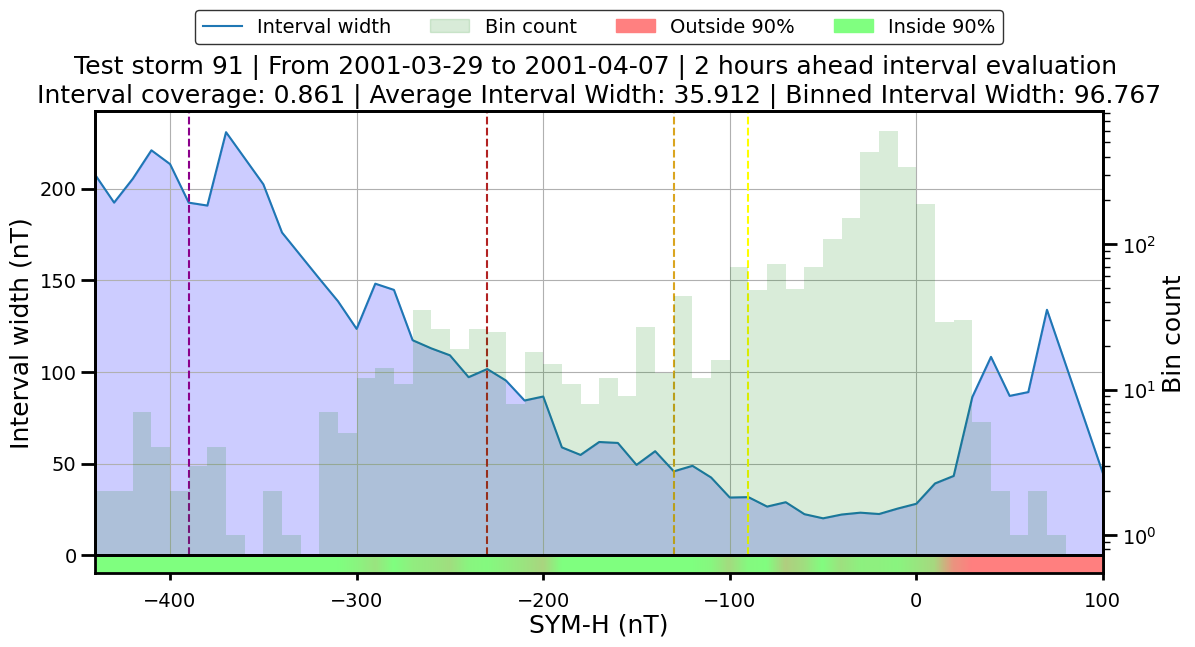 Interval width Bin count Outside 90% Inside 90%
Test storm 91 | From 2001-03-29 to 2001-04-07 | 2 hours ahead interval evaluation
Interval coverage: 0.861 | Average Interval Width: 35.912 | Binned Interval Width: 96.767
Interval width (nT)
200
150
100
50
0
10²
10¹
10⁰
Bin count
−400 −300 −200 −100 0 100
SYM-H (nT)